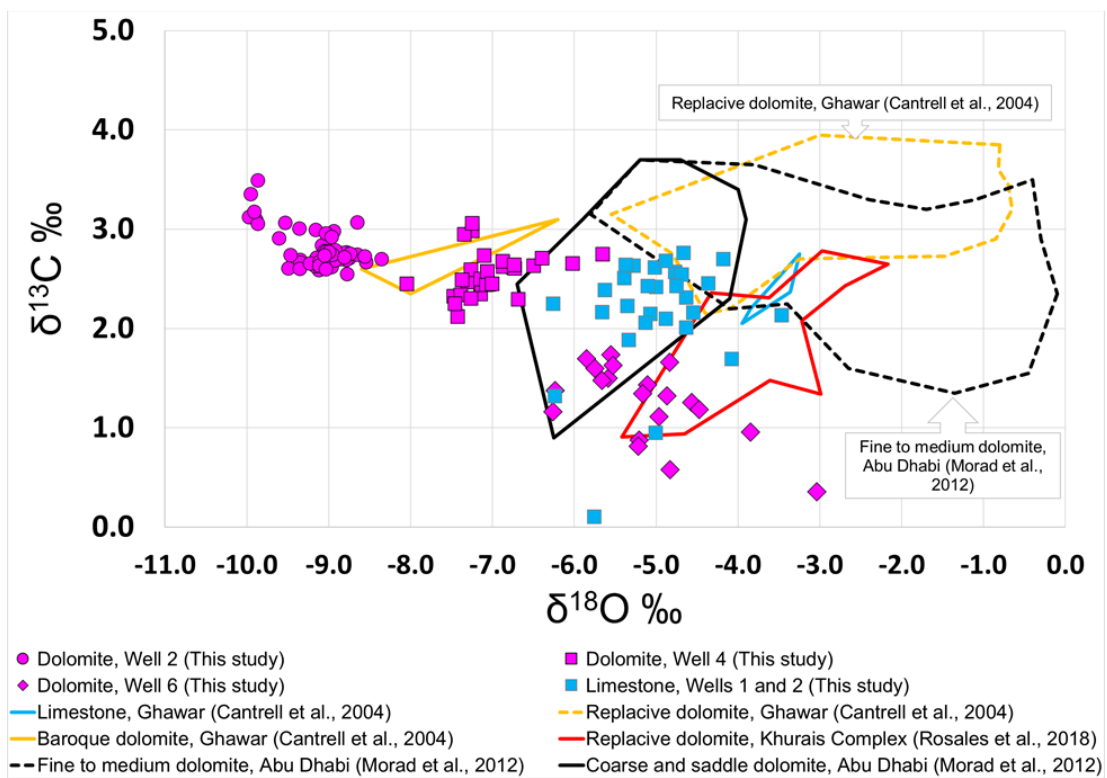 5.0
Replacive dolomite, Ghawar (Cantrell et al., 2004)
4.0
3.0
δ13C ‰
2.0
1.0
Fine to medium dolomite,
Abu Dhabi (Morad et al.,
2012)
0.0
-11.0 -10.0 -9.0 -8.0 -7.0 -6.0 -5.0 -4.0 -3.0 -2.0 -1.0 0.0
δ18O ‰
Dolomite, Well 2 (This study) Dolomite, Well 4 (This study)
Dolomite, Well 6 (This study) Limestone, Wells 1 and 2 (This study)
Limestone, Ghawar (Cantrell et al., 2004) Replacive dolomite, Ghawar (Cantrell et al., 2004)
Baroque dolomite, Ghawar (Cantrell et al., 2004) Replacive dolomite, Khurais Complex (Rosales et al., 2018)
Fine to medium dolomite, Abu Dhabi (Morad et al., 2012) Coarse and saddle dolomite, Abu Dhabi (Morad et al., 2012)